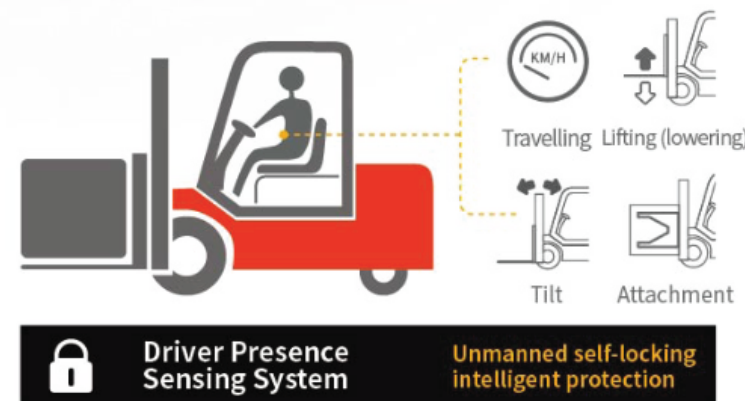 KM/H
Travelling
Lifting (lowering)
Tilt
Attachment
Driver Presence
Sensing System
Unmanned self-locking
intelligent protection